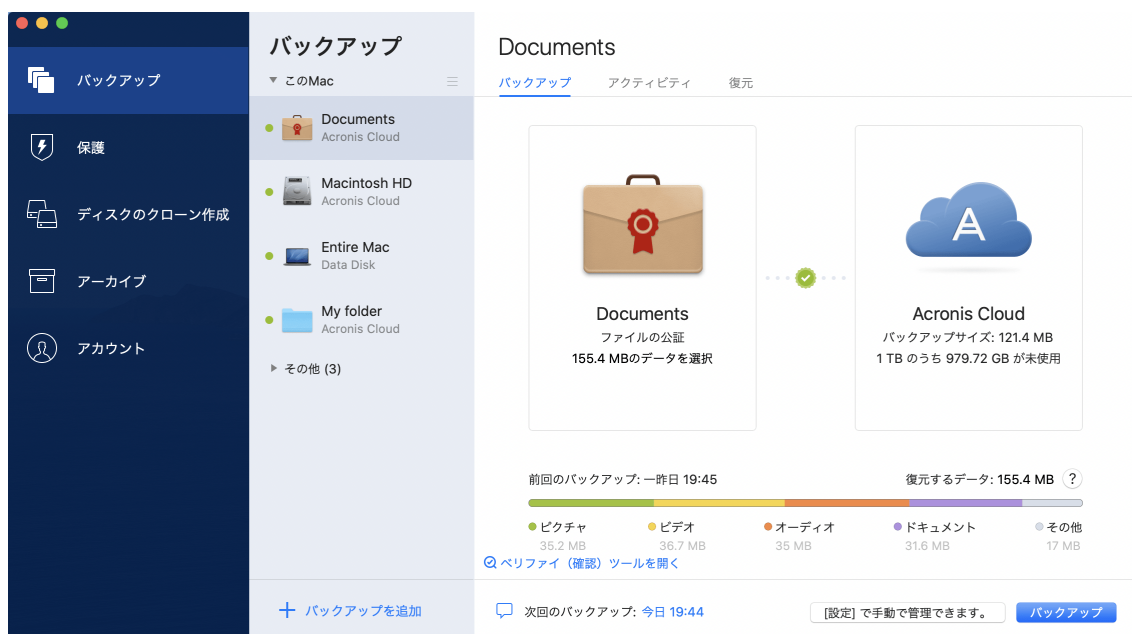 バックアップ
保護
ディスクのクローン作成
アーカイブ
アカウント
バックアップ
このMac
Documents
Acronis Cloud
Macintosh HD
Acronis Cloud
Entire Mac
Data Disk
My folder
Acronis Cloud
その他 (3)
バックアップを追加
Documents
バックアップ アクティビティ 復元
Documents
ファイルの公証
155.4 MBのデータを選択
A
Acronis Cloud
バックアップサイズ: 121.4 MB
1 TB のうち 979.72 GB が未使用
前回のバックアップ: 一昨日 19:45
復元するデータ: 155.4 MB ?
ピクチャ ビデオ オーディオ ドキュメント その他
35.2 MB 36.7 MB 35 MB 31.6 MB 17 MB
ベリファイ（確認）ツールを開く
次回のバックアップ: 今日 19:44
[設定] で手動で管理できます。
バックアップ